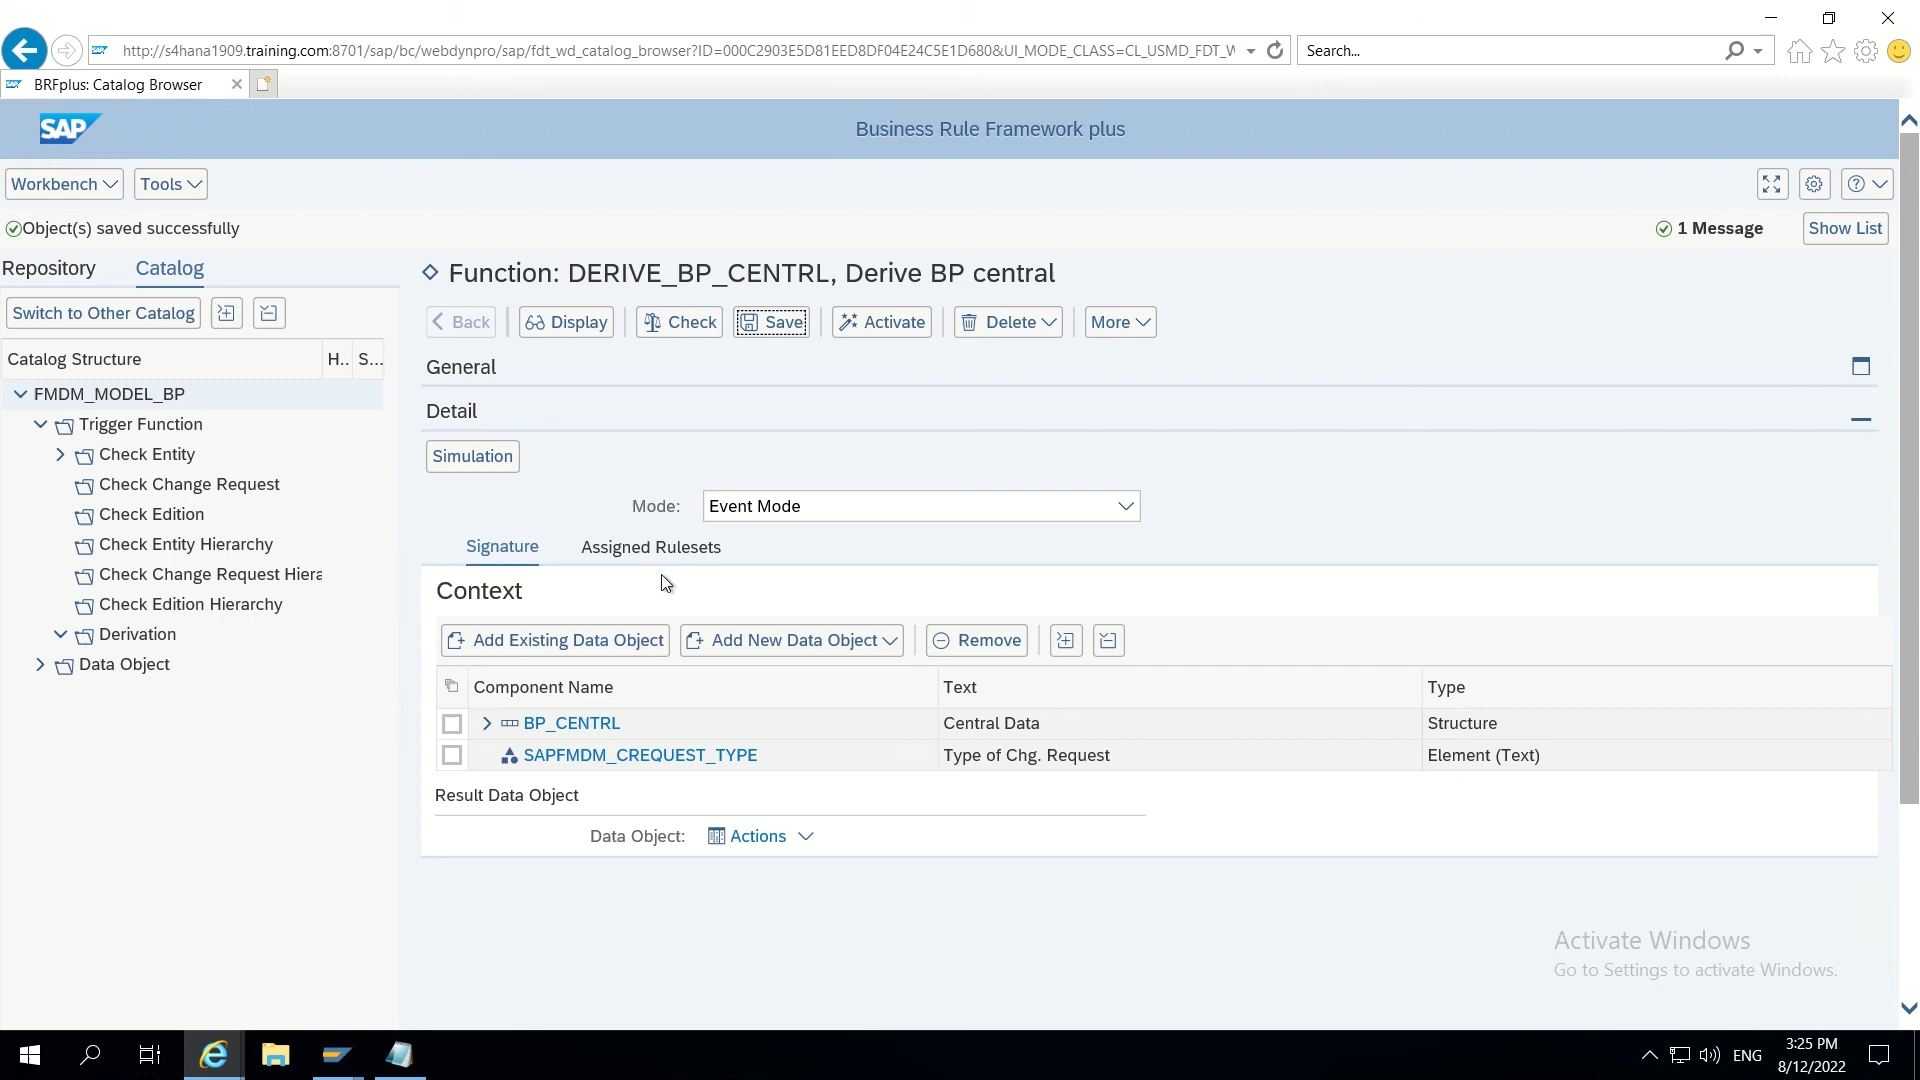 http://s4hana1909.training.com:8701/sap/bc/webdynpro/sap/fdt_wd_catalog_browser?ID=000C2903E5D81EED8DF04E24C5E1D680&UI_MODE_CLASS=CL_USMD_FDT_W
Search...
BRFplus: Catalog Browser
SAP
Business Rule Framework plus
Workbench
Tools
Object(s) saved successfully
1 Message
Show List
Repository
Catalog
Function: DERIVE_BP_CENTRL, Derive BP central
Switch to Other Catalog
Back
Display
Check
Save
Activate
Delete
More
Catalog Structure
H..
S...
General
FMDM_MODEL_BP
Detail
Trigger Function
Check Entity
Simulation
Check Change Request
Mode:
Event Mode
Check Edition
Check Entity Hierarchy
Signature
Assigned Rulesets
Check Change Request Hiera
Context
Check Edition Hierarchy
Derivation
Add Existing Data Object
Add New Data Object
Remove
Data Object
Component Name
Text
Type
BP_CENTRL
Central Data
Structure
SAPFMDM_CREQUEST_TYPE
Type of Chg. Request
Element (Text)
Result Data Object
Data Object:
Actions
Activate Windows
Go to Settings to activate Windows.
ENG
3:25 PM
8/12/2022